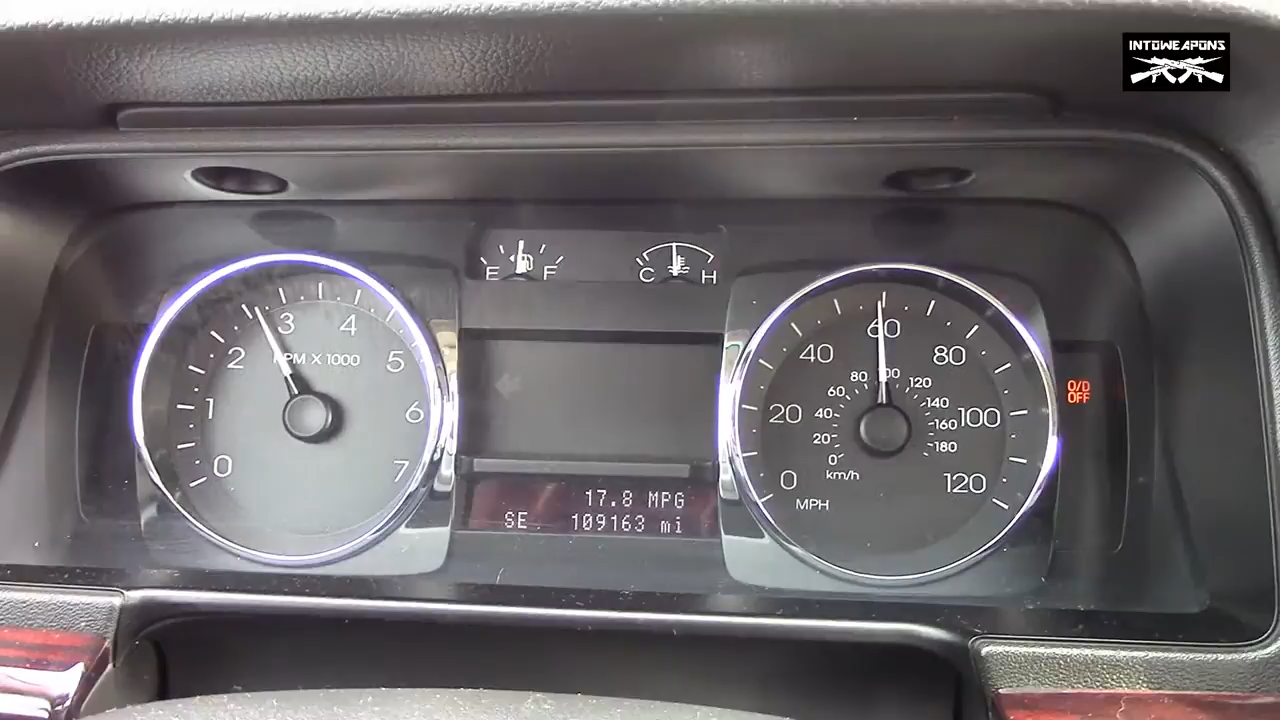 INTOWEAPONS
E F
C H
0 1 2 3 4 5 6 7
RPM X 1000
0 20 40 60 80 100 120
MPH
0 20 40 60 80 100 120 140 160 180
km/h
O/D
OFF
17.8 MPG
SE 109163 mi